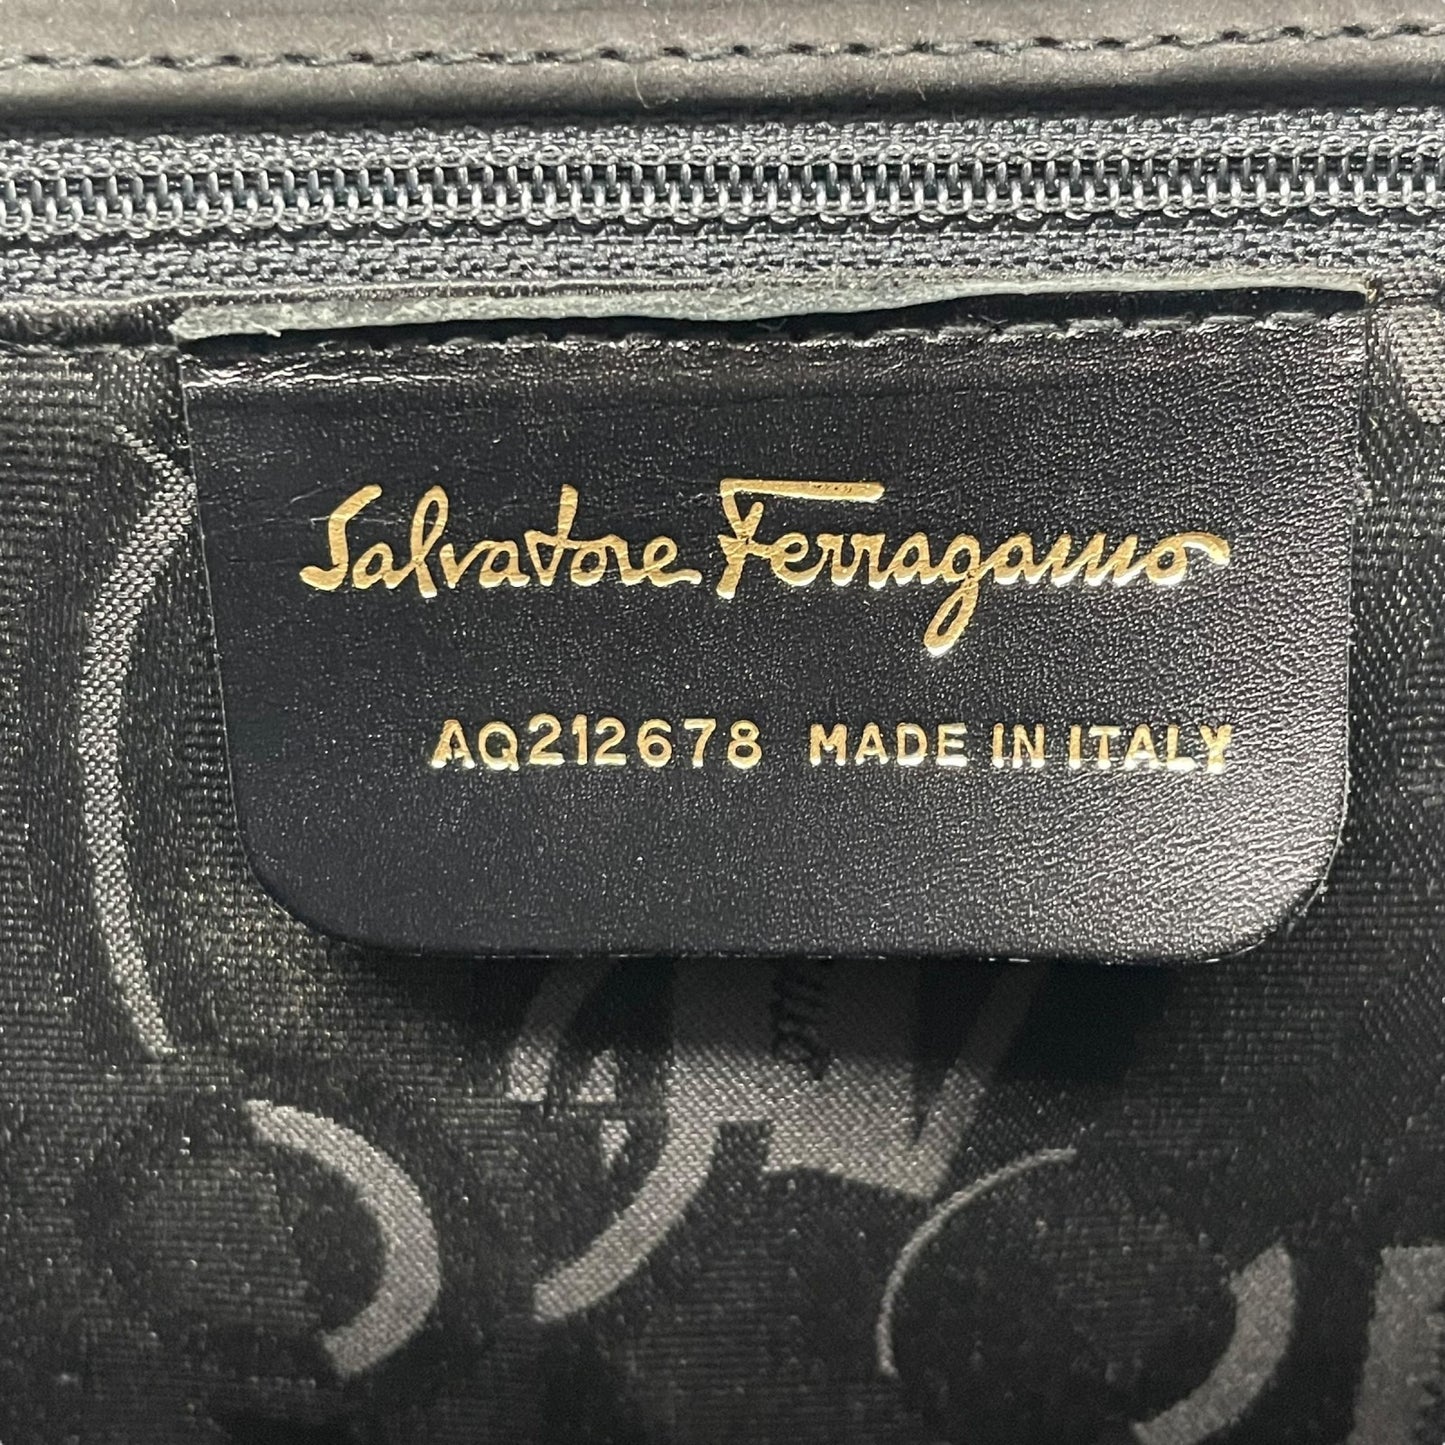 Salvatore Ferragamo
AQ212678 MADE IN ITALY